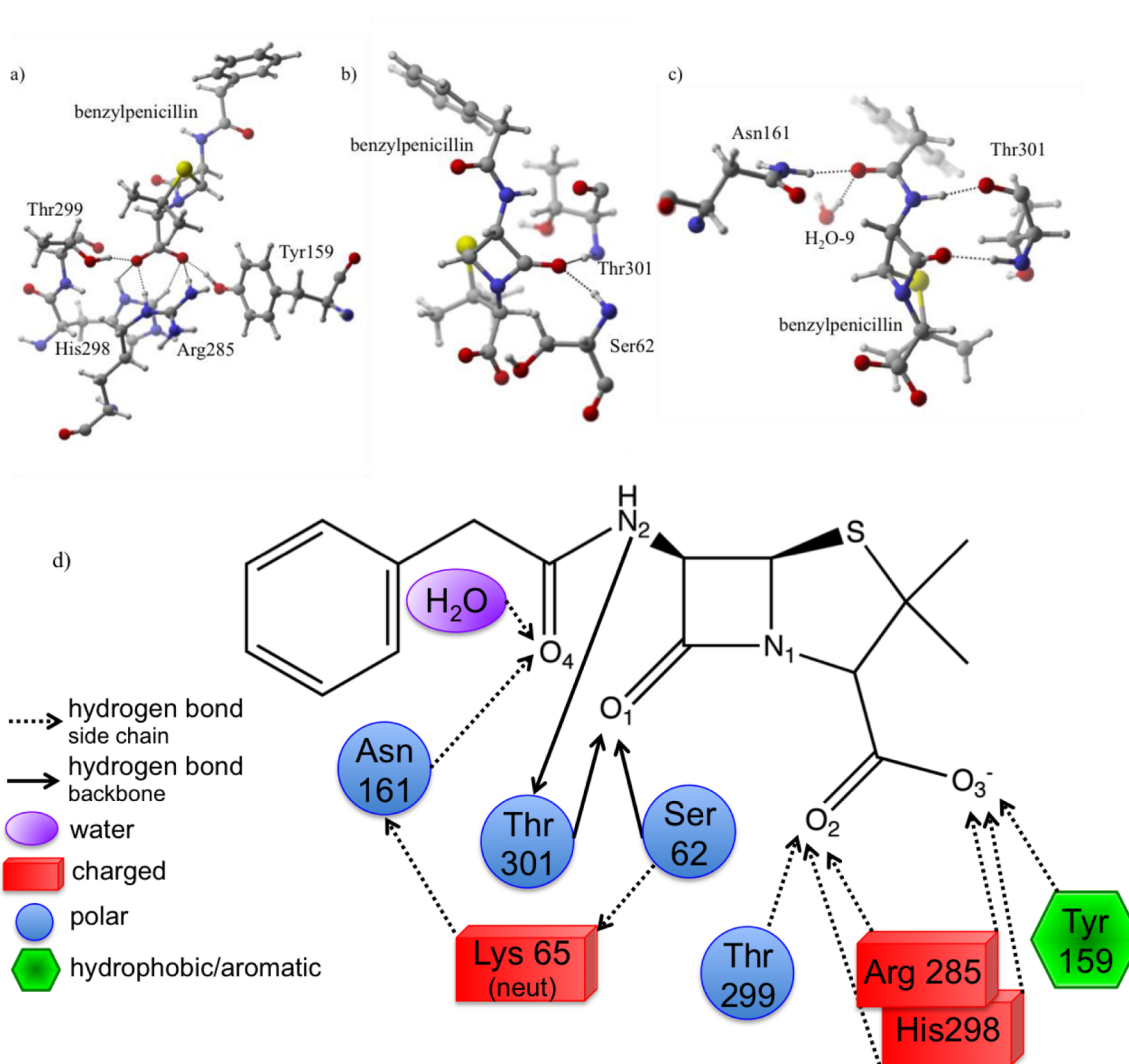 a)
benzylpenicillin
Thr299
Tyr159
His298
Arg285
b)
benzylpenicillin
Thr301
Ser62
c)
Asn161
Thr301
H₂O-9
benzylpenicillin
d)
H
N₂
S
H₂O
O₄
N₁
O₁
O₃⁻
O₂
hydrogen bond
side chain
hydrogen bond
backbone
water
charged
polar
hydrophobic/aromatic
Asn
161
Thr
301
Ser
62
Lys 65
(neut)
Thr
299
Arg 285
His298
Tyr
159